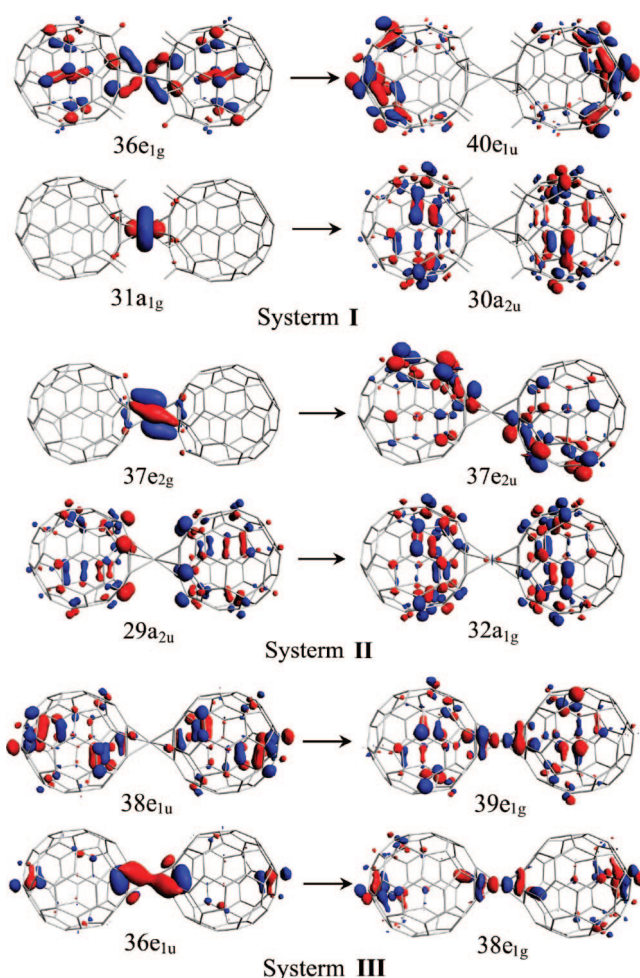 36e1g 40e1u
31a1g 30a2u
Systerm I
37e2g 37e2u
29a2u 32a1g
Systerm II
38e1u 39e1g
36e1u 38e1g
Systerm III